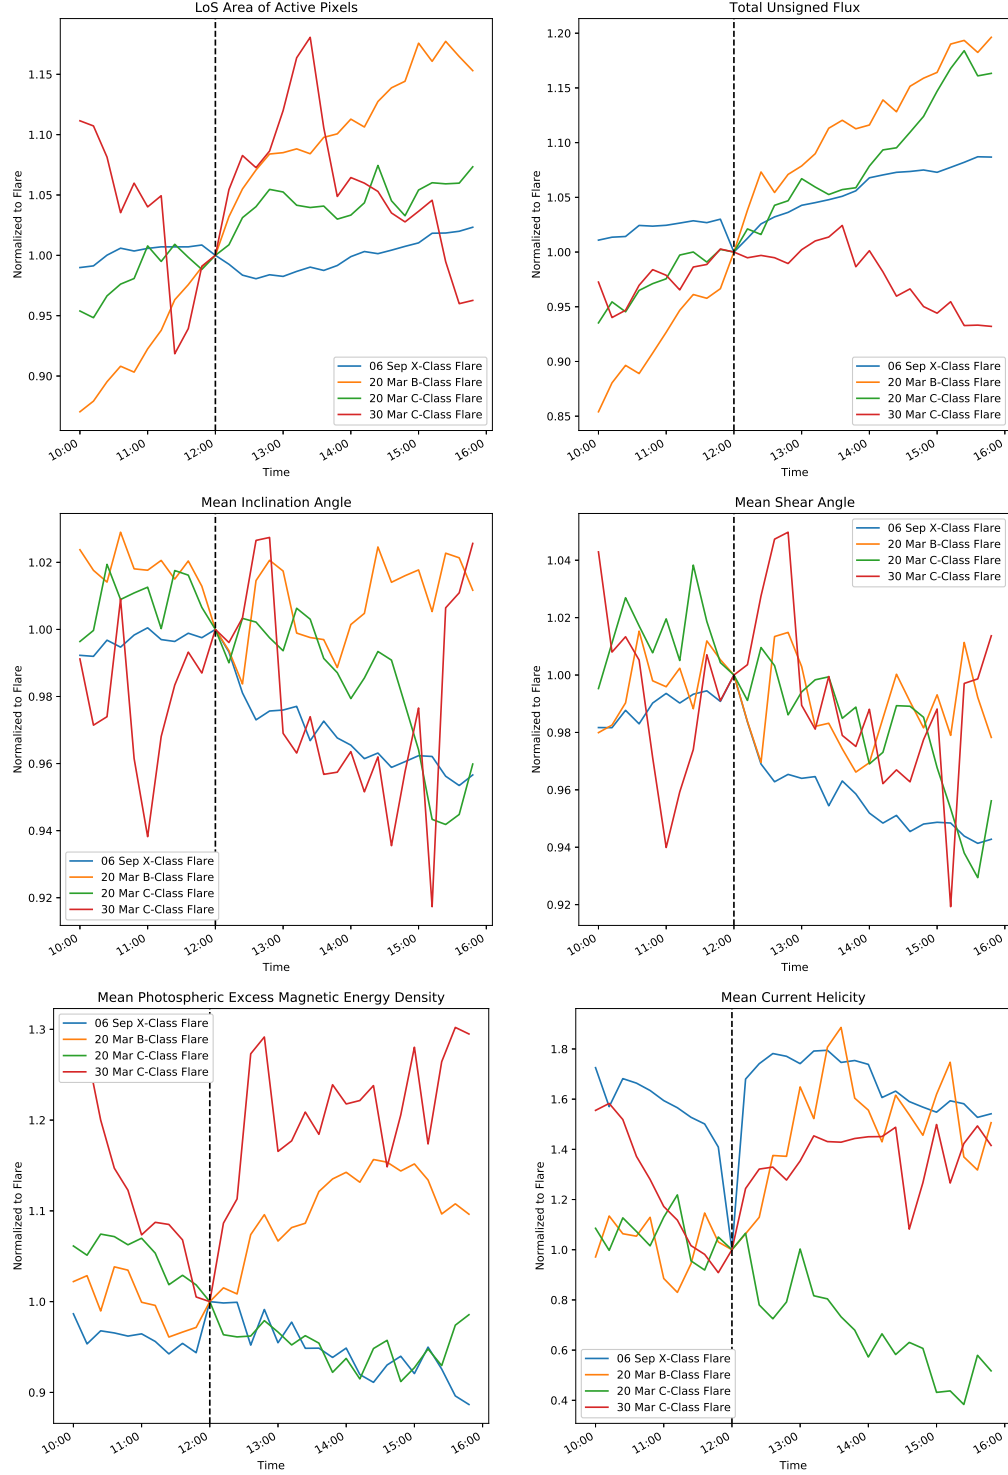 LoS Area of Active Pixels
Normalized to Flare
1.15
1.10
1.05
1.00
0.95
0.90
06 Sep X-Class Flare
20 Mar B-Class Flare
20 Mar C-Class Flare
30 Mar C-Class Flare
10:00
11:00
12:00
13:00
14:00
15:00
16:00
Time
Total Unsigned Flux
Normalized to Flare
1.20
1.15
1.10
1.05
1.00
0.95
0.90
0.85
06 Sep X-Class Flare
20 Mar B-Class Flare
20 Mar C-Class Flare
30 Mar C-Class Flare
10:00
11:00
12:00
13:00
14:00
15:00
16:00
Time
Mean Inclination Angle
Normalized to Flare
1.02
1.00
0.98
0.96
0.94
0.92
06 Sep X-Class Flare
20 Mar B-Class Flare
20 Mar C-Class Flare
30 Mar C-Class Flare
10:00
11:00
12:00
13:00
14:00
15:00
16:00
Time
Mean Shear Angle
Normalized to Flare
1.04
1.02
1.00
0.98
0.96
0.94
0.92
06 Sep X-Class Flare
20 Mar B-Class Flare
20 Mar C-Class Flare
30 Mar C-Class Flare
10:00
11:00
12:00
13:00
14:00
15:00
16:00
Time
Mean Photospheric Excess Magnetic Energy Density
Normalized to Flare
1.3
1.2
1.1
1.0
0.9
06 Sep X-Class Flare
20 Mar B-Class Flare
20 Mar C-Class Flare
30 Mar C-Class Flare
10:00
11:00
12:00
13:00
14:00
15:00
16:00
Time
Mean Current Helicity
Normalized to Flare
1.8
1.6
1.4
1.2
1.0
0.8
0.6
0.4
06 Sep X-Class Flare
20 Mar B-Class Flare
20 Mar C-Class Flare
30 Mar C-Class Flare
10:00
11:00
12:00
13:00
14:00
15:00
16:00
Time